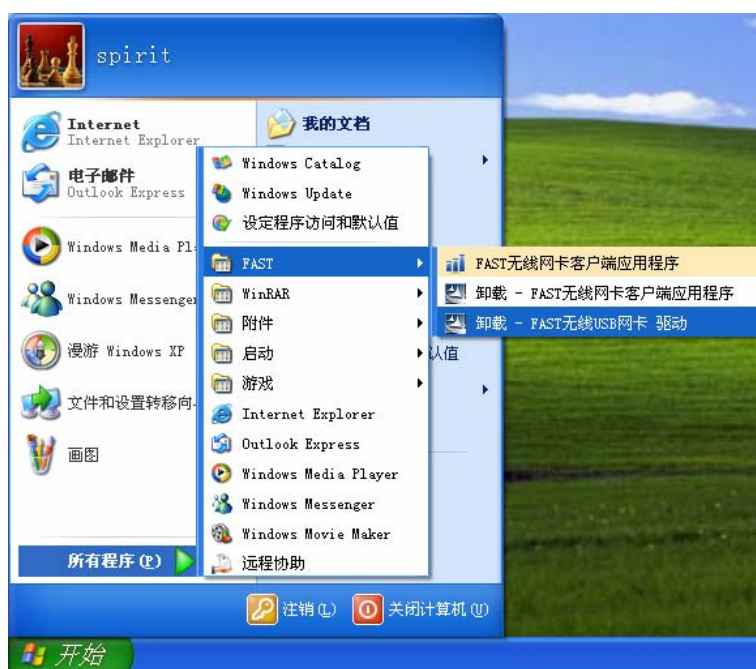 spirit
Internet
Internet Explorer
电子邮件
Outlook Express
Windows Media Pl
Windows Messenger
漫游 Windows XP
文件和设置转移向
画图
所有程序(P)
我的文档
Windows Catalog
Windows Update
设定程序访问和默认值
FAST
WinRAR
附件
启动
游戏
Internet Explorer
Outlook Express
Windows Media Player
Windows Messenger
Windows Movie Maker
远程协助
FAST无线网卡客户端应用程序
卸载 - FAST无线网卡客户端应用程序
卸载 - FAST无线USB网卡 驱动
认值
注销(L)
关闭计算机(U)
开始